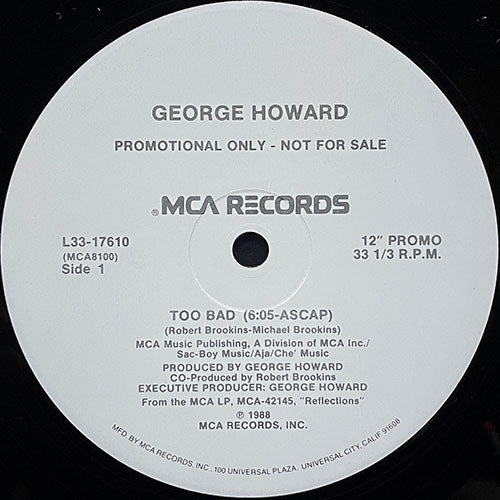 GEORGE HOWARD
PROMOTIONAL ONLY - NOT FOR SALE
®MCA RECORDS
L33-17610
(MCA8100)
Side 1
12" PROMO
33 1/3 R.P.M.
TOO BAD (6:05-ASCAP)
(Robert Brookins-Michael Brookins)
MCA Music Publishing, A Division of MCA Inc./
Sac-Boy Music/Aja/Che' Music
PRODUCED BY GEORGE HOWARD
CO-Produced by Robert Brookins
EXECUTIVE PRODUCER: GEORGE HOWARD
From the MCA LP, MCA-42145, "Reflections"
℗ 1988
MCA RECORDS, INC.
MFD. BY MCA RECORDS, INC., 100 UNIVERSAL PLAZA, UNIVERSAL CITY, CALIF. 91608